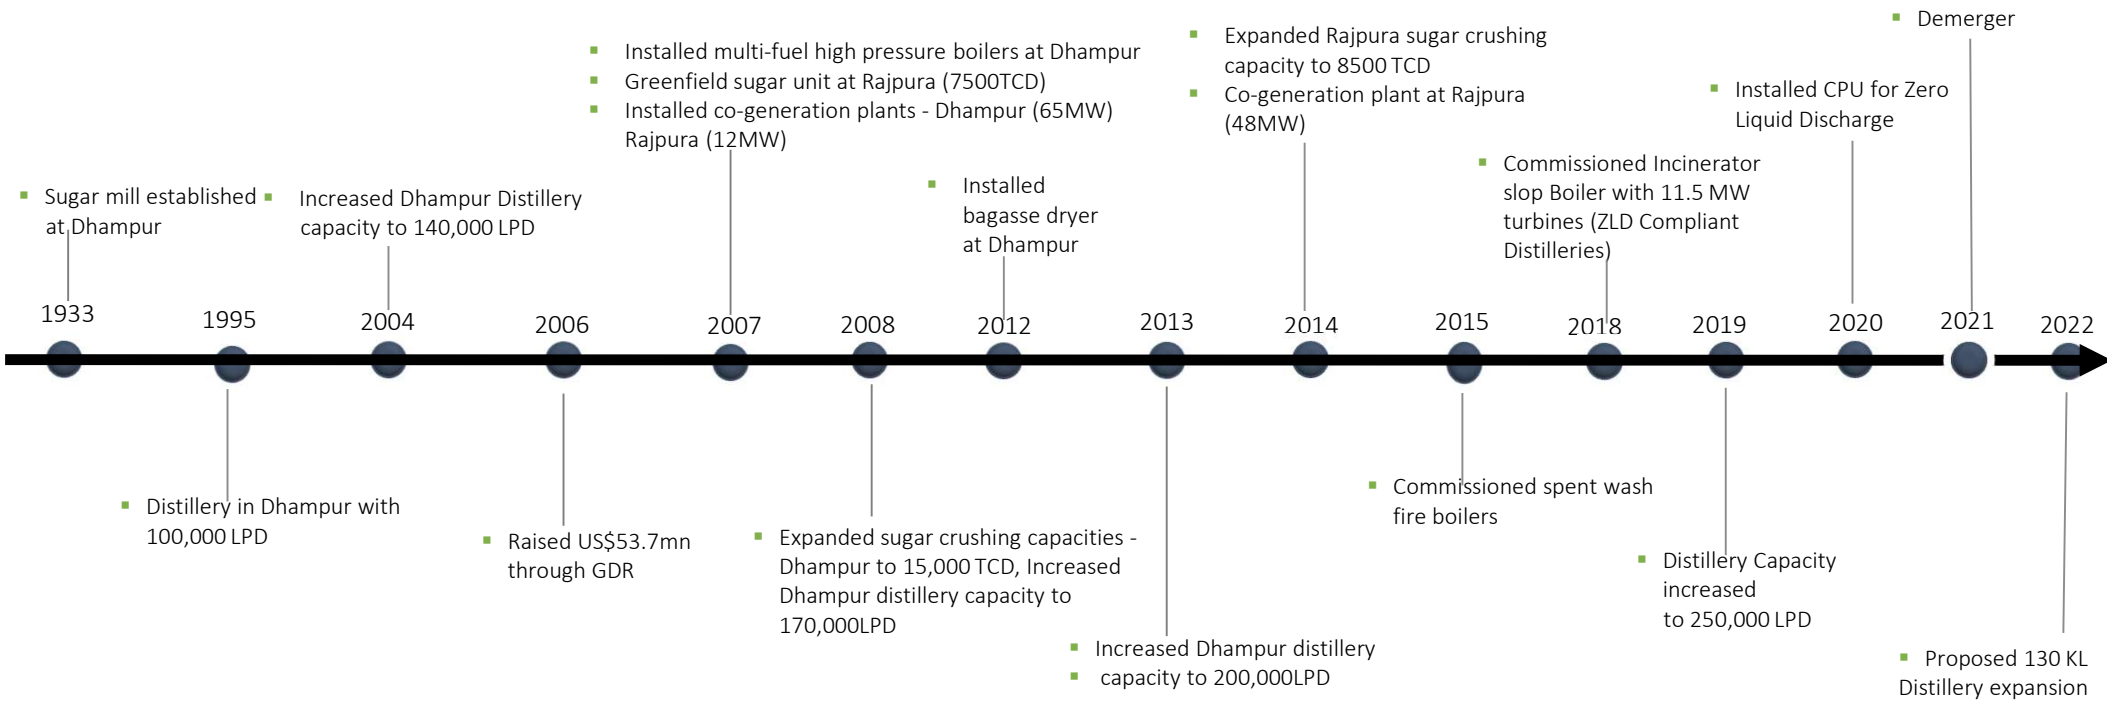 Demerger
Installed multi-fuel high pressure boilers at Dhampur
Greenfield sugar unit at Rajpura (7500TCD)
Installed co-generation plants - Dhampur (65MW)
Rajpura (12MW)
Expanded Rajpura sugar crushing
capacity to 8500 TCD
Co-generation plant at Rajpura
(48MW)
Installed CPU for Zero
Liquid Discharge
Commissioned Incinerator
slop Boiler with 11.5 MW
turbines (ZLD Compliant
Distilleries)
Sugar mill established
at Dhampur
Increased Dhampur Distillery
capacity to 140,000 LPD
Installed
bagasse dryer
at Dhampur
1933 1995 2004 2006 2007 2008 2012 2013 2014 2015 2018 2019 2020 2021 2022
Distillery in Dhampur with
100,000 LPD
Raised US$53.7mn
through GDR
Expanded sugar crushing capacities -
Dhampur to 15,000 TCD, Increased
Dhampur distillery capacity to
170,000LPD
Increased Dhampur distillery
capacity to 200,000LPD
Commissioned spent wash
fire boilers
Distillery Capacity
increased
to 250,000 LPD
Proposed 130 KL
Distillery expansion